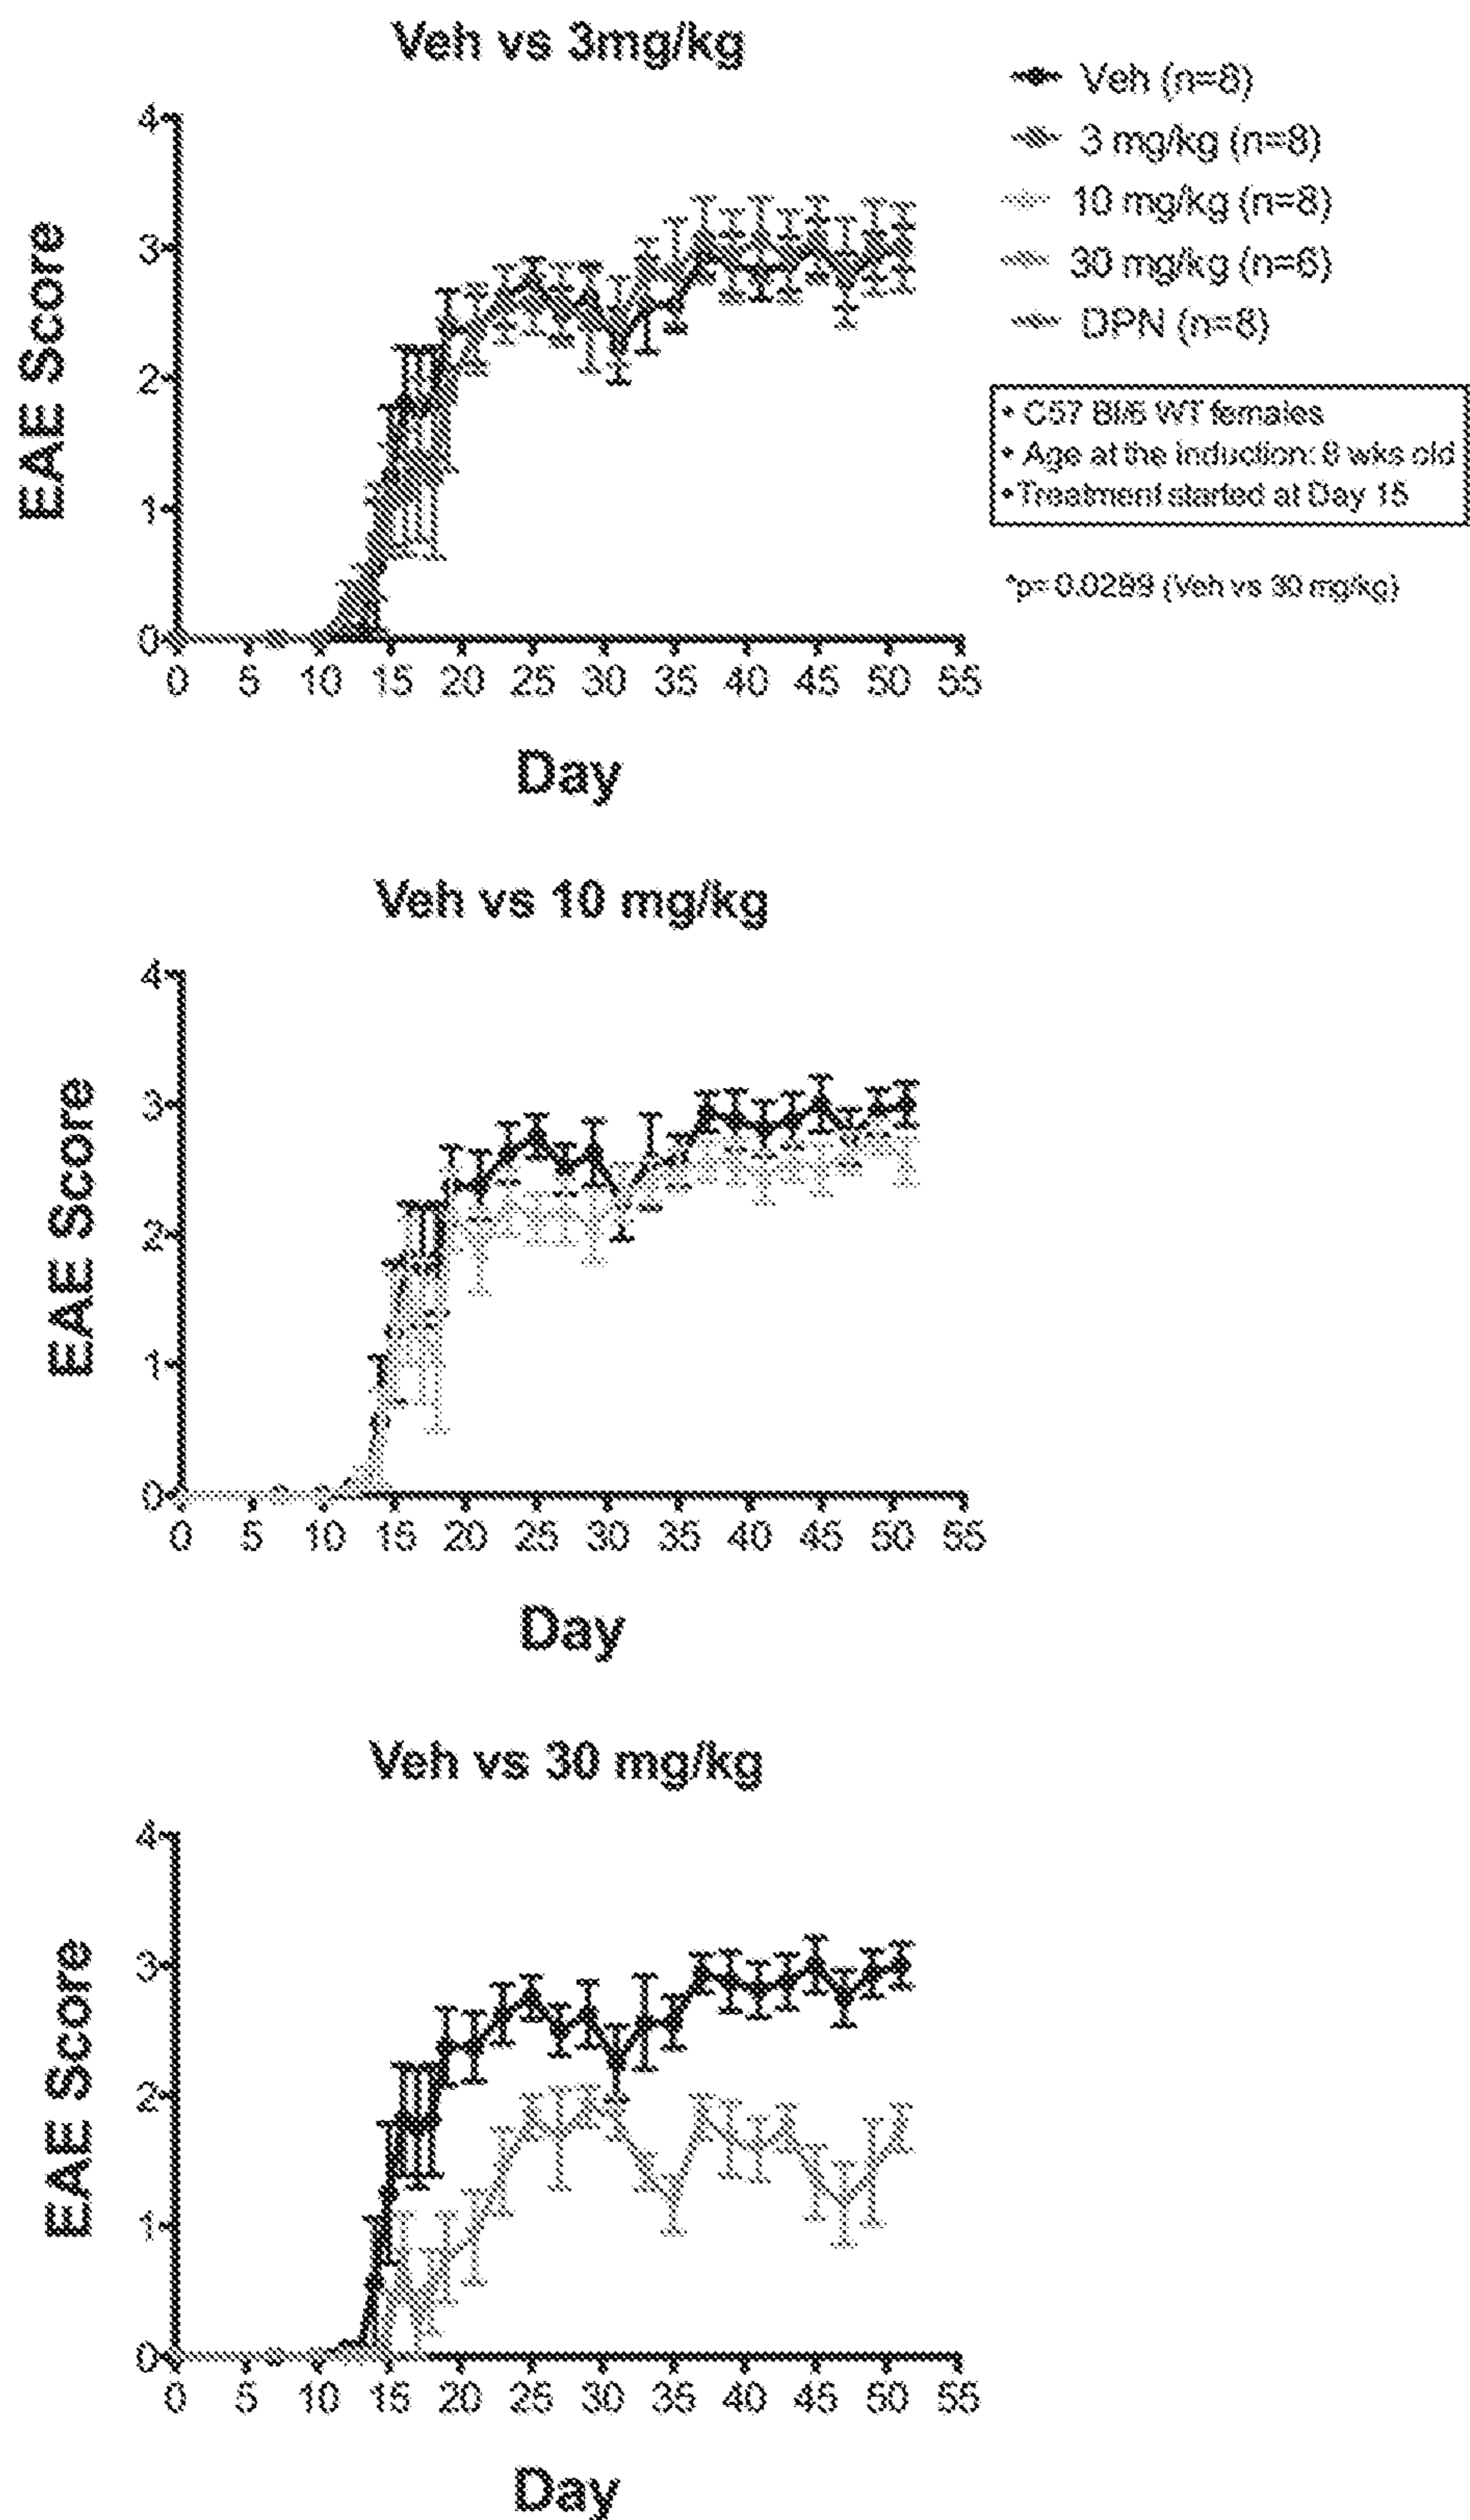 Veh vs 3mg/kg
Veh (n=8)
3 mg/kg (n=8)
10 mg/kg (n=8)
30 mg/kg (n=6)
DPN (n=8)
• C57 Bl/6 WT females
• Age at the induction: 8 wks old
•Treatment started at Day 15
*p= 0.0299 (Veh vs 30 mg/kg)
EAE Score
4
3
2
1
0
0 5 10 15 20 25 30 35 40 45 50 55
Day
Veh vs 10 mg/kg
EAE Score
4
3
2
1
0
0 5 10 15 20 25 30 35 40 45 50 55
Day
Veh vs 30 mg/kg
EAE Score
4
3
2
1
0
0 5 10 15 20 25 30 35 40 45 50 55
Day